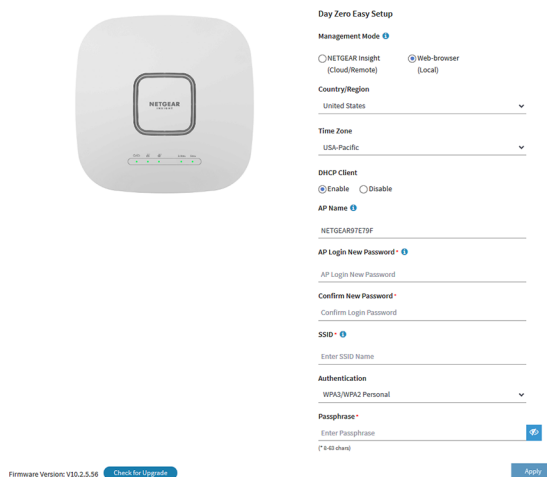 NETGEAR
Day Zero Easy Setup
Management Mode
NETGEAR Insight
(Cloud/Remote)
Web-browser
(Local)
Country/Region
United States
Time Zone
USA-Pacific
DHCP Client
Enable
Disable
AP Name
NETGEAR97E79F
AP Login New Password*
AP Login New Password
Confirm New Password*
Confirm Login Password
SSID*
Enter SSID Name
Authentication
WPA3/WPA2 Personal
Passphrase*
Enter Passphrase
(* 8-63 chars)
Firmware Version: V10.2.5.56
Check for Upgrade
Apply